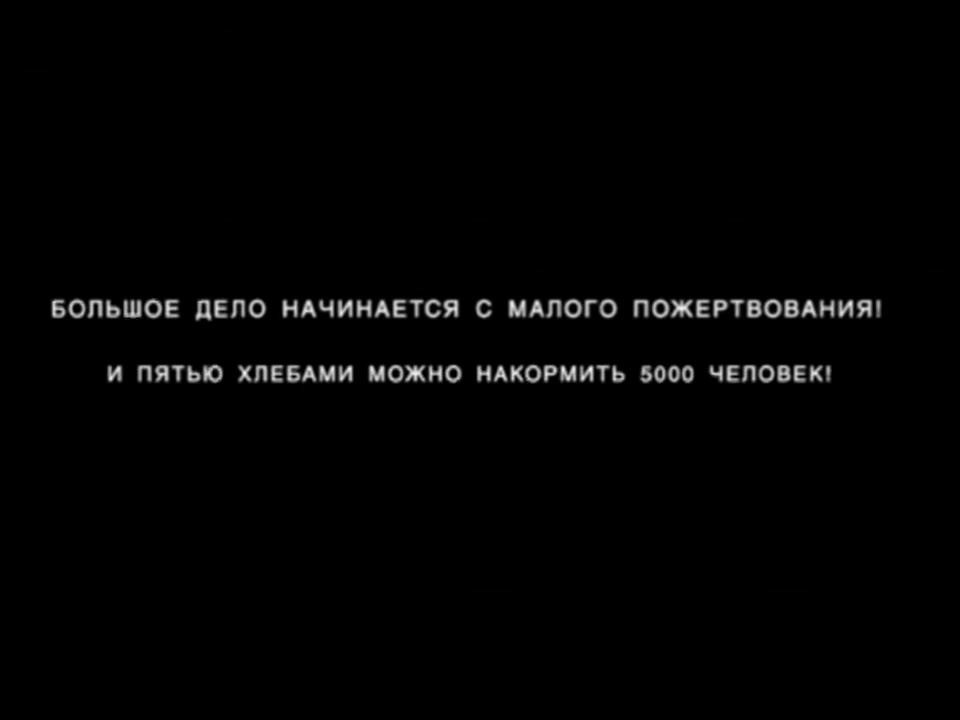 БОЛЬШОЕ ДЕЛО НАЧИНАЕТСЯ С МАЛОГО ПОЖЕРТВОВАНИЯ!
И ПЯТЬЮ ХЛЕБАМИ МОЖНО НАКОРМИТЬ 5000 ЧЕЛОВЕК!